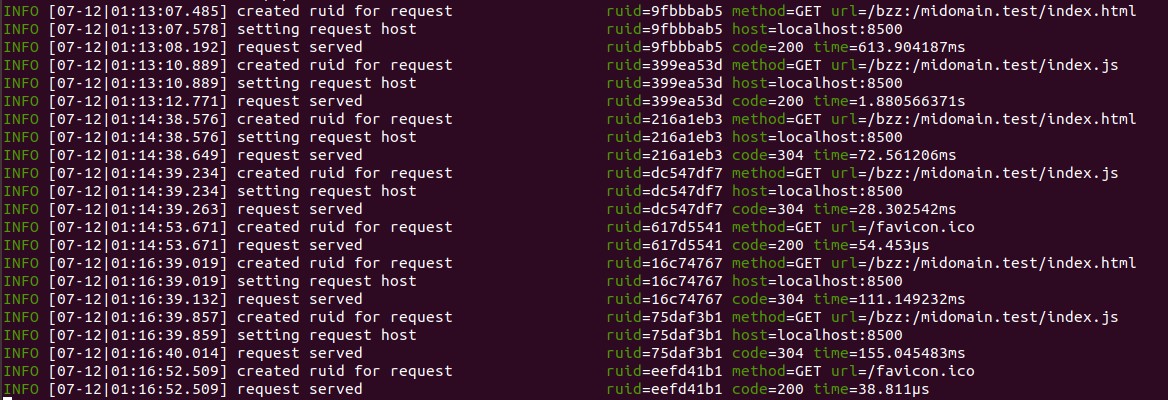 INFO [07-12|01:13:07.485] created ruid for request ruid=9fbbbab5 method=GET url=/bzz:/midomain.test/index.html
INFO [07-12|01:13:07.578] setting request host ruid=9fbbbab5 host=localhost:8500
INFO [07-12|01:13:08.192] request served ruid=9fbbbab5 code=200 time=613.904187ms
INFO [07-12|01:13:10.889] created ruid for request ruid=399ea53d method=GET url=/bzz:/midomain.test/index.js
INFO [07-12|01:13:10.889] setting request host ruid=399ea53d host=localhost:8500
INFO [07-12|01:13:12.771] request served ruid=399ea53d code=200 time=1.880566371s
INFO [07-12|01:14:38.576] created ruid for request ruid=216a1eb3 method=GET url=/bzz:/midomain.test/index.html
INFO [07-12|01:14:38.576] setting request host ruid=216a1eb3 host=localhost:8500
INFO [07-12|01:14:38.649] request served ruid=216a1eb3 code=304 time=72.561206ms
INFO [07-12|01:14:39.234] created ruid for request ruid=dc547df7 method=GET url=/bzz:/midomain.test/index.js
INFO [07-12|01:14:39.234] setting request host ruid=dc547df7 host=localhost:8500
INFO [07-12|01:14:39.263] request served ruid=dc547df7 code=304 time=28.302542ms
INFO [07-12|01:14:53.671] created ruid for request ruid=617d5541 method=GET url=/favicon.ico
INFO [07-12|01:14:53.671] request served ruid=617d5541 code=200 time=54.453µs
INFO [07-12|01:16:39.019] created ruid for request ruid=16c74767 method=GET url=/bzz:/midomain.test/index.html
INFO [07-12|01:16:39.019] setting request host ruid=16c74767 host=localhost:8500
INFO [07-12|01:16:39.132] request served ruid=16c74767 code=304 time=111.149232ms
INFO [07-12|01:16:39.857] created ruid for request ruid=75daf3b1 method=GET url=/bzz:/midomain.test/index.js
INFO [07-12|01:16:39.859] setting request host ruid=75daf3b1 host=localhost:8500
INFO [07-12|01:16:40.014] request served ruid=75daf3b1 code=304 time=155.045483ms
INFO [07-12|01:16:52.509] created ruid for request ruid=eefd41b1 method=GET url=/favicon.ico
INFO [07-12|01:16:52.509] request served ruid=eefd41b1 code=200 time=38.811µs